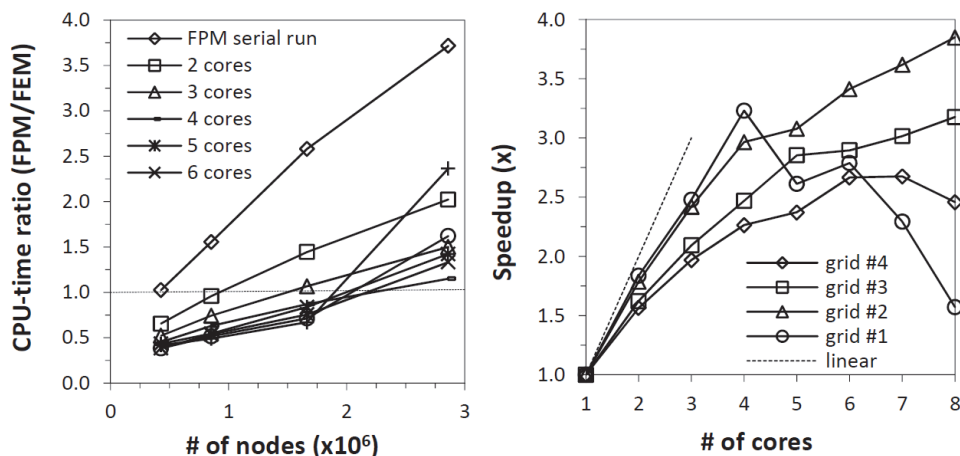 CPU-time ratio (FPM/FEM)
4.0
3.5
3.0
2.5
2.0
1.5
1.0
0.5
0.0
FPM serial run
2 cores
3 cores
4 cores
5 cores
6 cores
0
1
2
3
# of nodes (x10⁶)
Speedup (x)
4.0
3.5
3.0
2.5
2.0
1.5
1.0
grid #4
grid #3
grid #2
grid #1
linear
1
2
3
4
5
6
7
8
# of cores